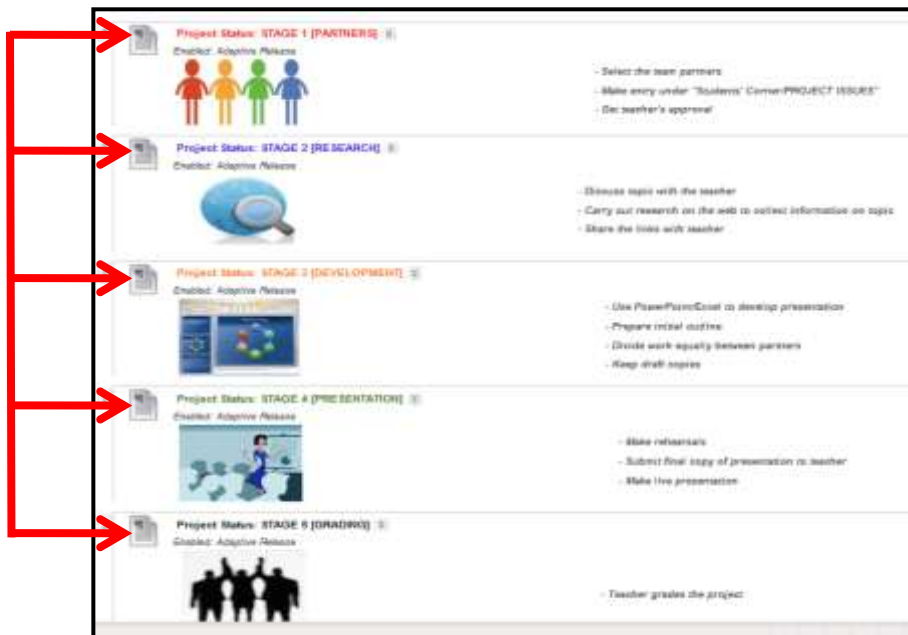 Project Status: STAGE 1 [PARTNERS]
Enabled: Adaptive Release
- Select the team partners
- Make entry under "Students' Corner/PROJECT ISSUES"
- Get teacher's approval
Project Status: STAGE 2 [RESEARCH]
Enabled: Adaptive Release
- Discuss topic with the teacher
- Carry out research on the web to collect information on topic
- Share the links with teacher
Project Status: STAGE 3 [DEVELOPMENT]
Enabled: Adaptive Release
- Use PowerPoint/Excel to develop presentation
- Prepare initial outline
- Divide work equally between partners
- Keep draft copies
Project Status: STAGE 4 [PRESENTATION]
Enabled: Adaptive Release
- Make rehearsals
- Submit final copy of presentation to teacher
- Make live presentation
Project Status: STAGE 5 [GRADING]
Enabled: Adaptive Release
- Teacher grades the project